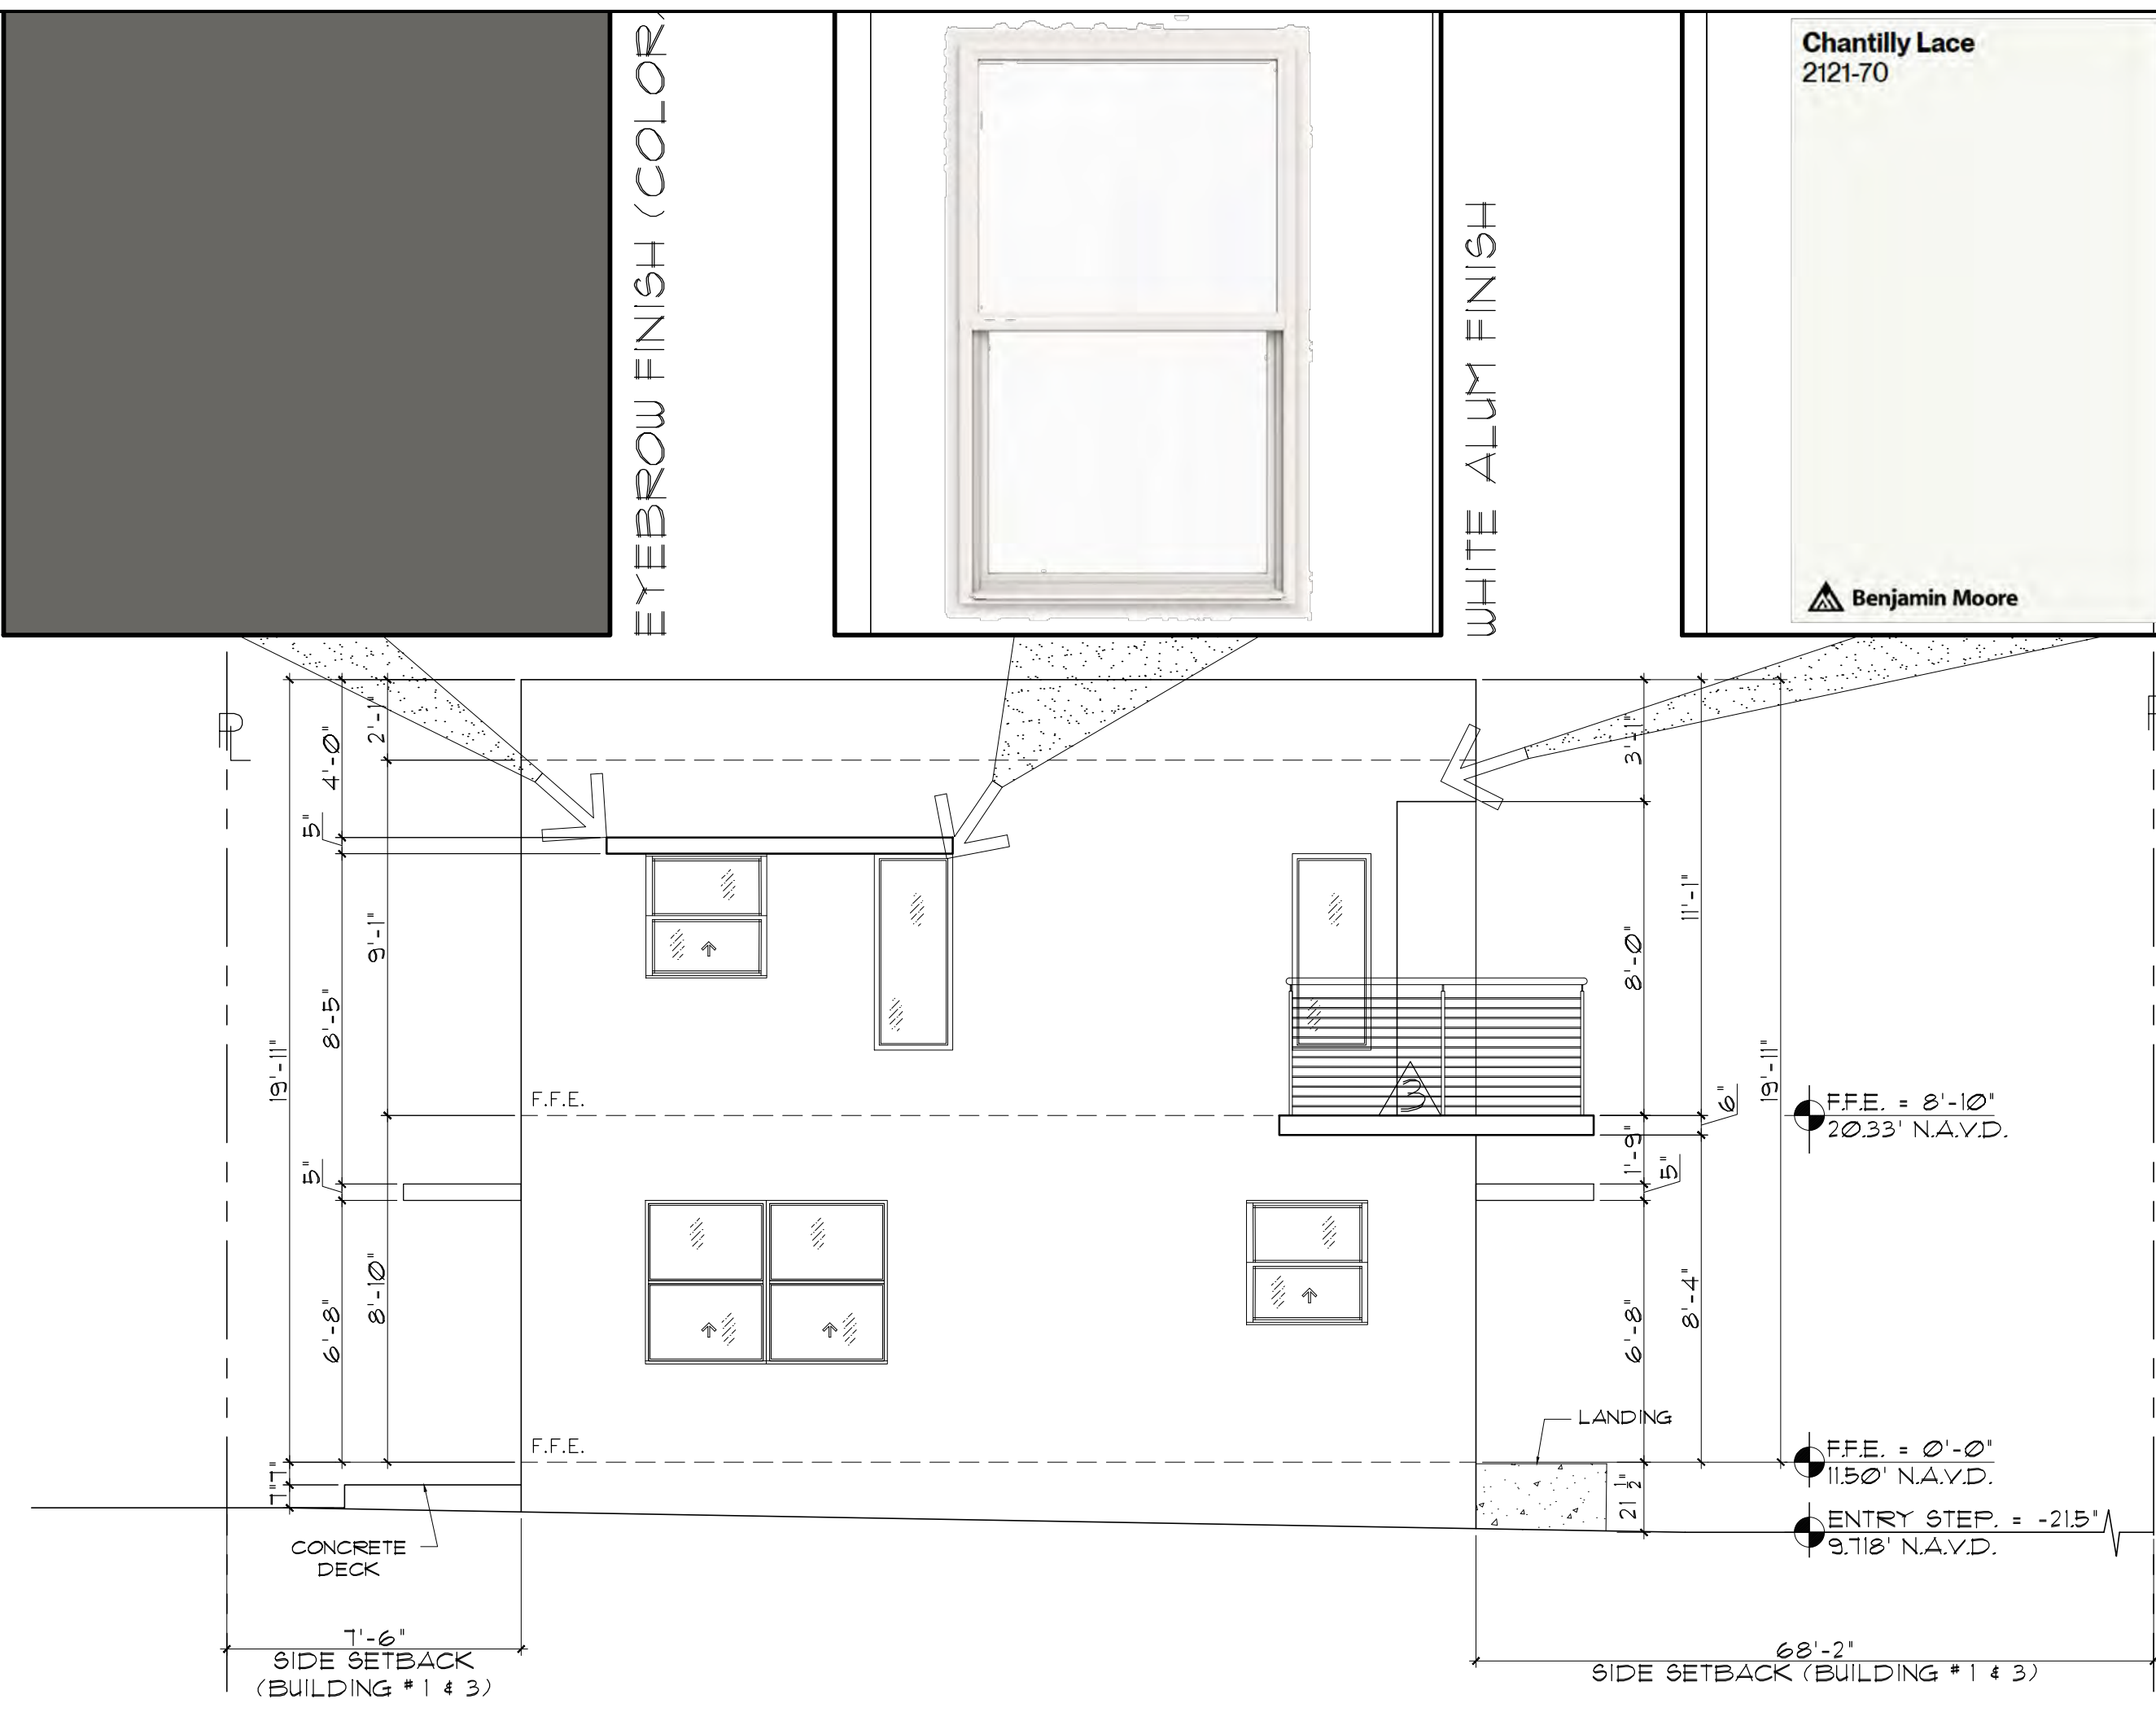 EYEBROW FINISH (COLOR)
WHITE ALUM FINISH
Chantilly Lace
2121-70
Benjamin Moore
PL
2'-1"
4'-0"
5"
9'-1"
8'-5"
19'-11"
5"
8'-10"
6'-8"
7"
7"
F.F.E.
F.F.E.
3
3'-11"
11'-1"
8'-0"
19'-11"
6"
1'-9"
5"
8'-4"
6'-8"
21 1/2"
LANDING
F.F.E. = 8'-10"
20.33' N.A.V.D.
F.F.E. = 0'-0"
11.50' N.A.V.D.
ENTRY STEP. = -21.5"
9.718' N.A.V.D.
CONCRETE
DECK
7'-6"
SIDE SETBACK
(BUILDING #1 & 3)
68'-2"
SIDE SETBACK (BUILDING #1 & 3)